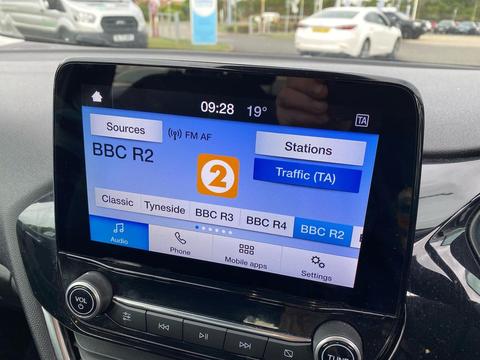 09:28 19°
TA
Sources
FM AF
Stations
BBC R2
2
Traffic (TA)
Classic
Tyneside
BBC R3
BBC R4
BBC R2
Audio
Phone
Mobile apps
Settings
VOL
TUNE